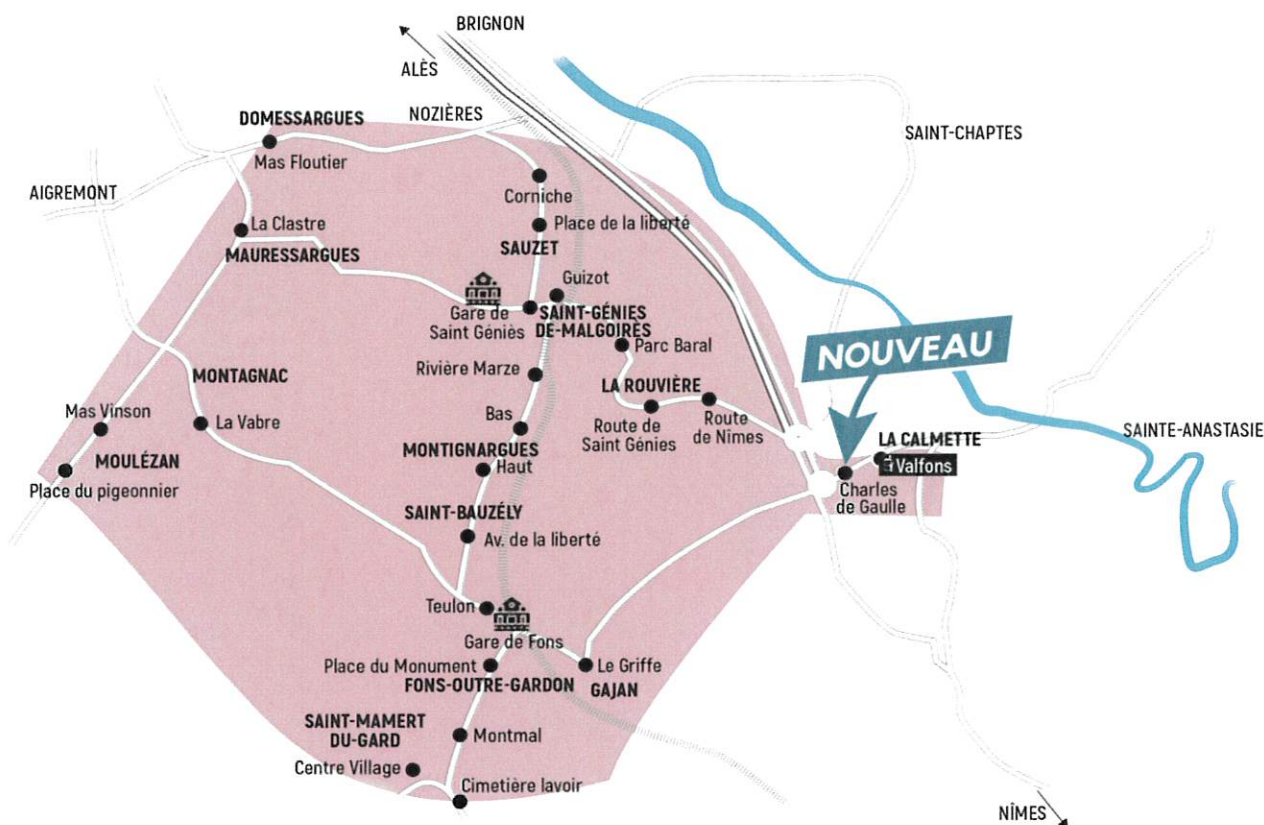 BRIGNON
ALÈS
NOZIÈRES
DOMESSARGUES
Mas Floutier
SAINT-CHAPTES
AIGREMONT
Corniche
La Clastre
Place de la liberté
MAURESSARGUES
SAUZET
Guizot
Gare de
Saint Géniès
SAINT-GÉNIES
DE-MALGOIRÈS
Parc Baral
NOUVEAU
Rivière Marze
MONTAGNAC
LA ROUVIÈRE
Mas Vinson
La Vabre
Bas
Route de
Saint Génies
Route
de Nîmes
SAINTE-ANASTASIE
LA CALMETTE
Valfons
MONTIGNARGUES
Haut
MOULÉZAN
Place du pigeonnier
Charles
de Gaulle
SAINT-BAUZÉLY
Av. de la liberté
Teulon
Gare de Fons
Place du Monument
Le Griffe
FONS-OUTRE-GARDON
GAJAN
SAINT-MAMERT
DU-GARD
Montmal
Centre Village
Cimetière lavoir
NÎMES